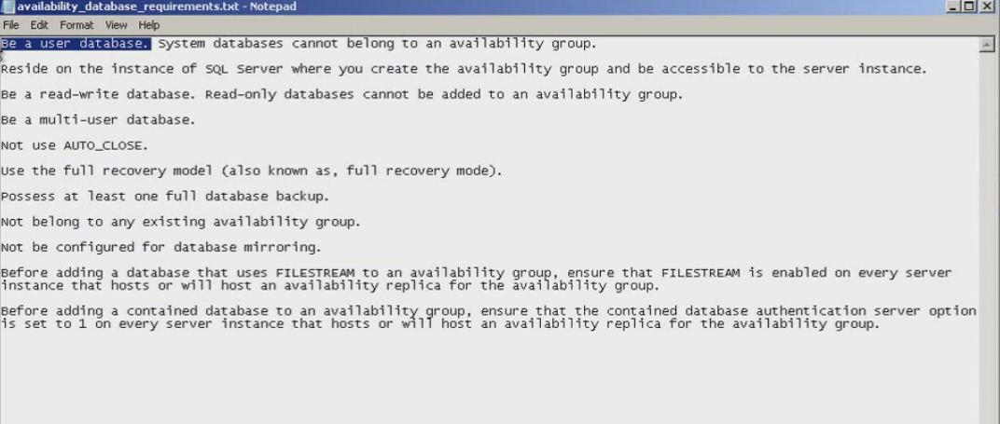 availability_database_requirements.txt - Notepad
File Edit Format View Help
Be a user database. System databases cannot belong to an availability group.
Reside on the instance of SQL Server where you create the availability group and be accessible to the server instance.
Be a read-write database. Read-only databases cannot be added to an availability group.
Be a multi-user database.
Not use AUTO_CLOSE.
Use the full recovery model (also known as, full recovery mode).
Possess at least one full database backup.
Not belong to any existing availability group.
Not be configured for database mirroring.
Before adding a database that uses FILESTREAM to an availability group, ensure that FILESTREAM is enabled on every server
instance that hosts or will host an availability replica for the availability group.
Before adding a contained database to an availability group, ensure that the contained database authentication server option
is set to 1 on every server instance that hosts or will host an availability replica for the availability group.